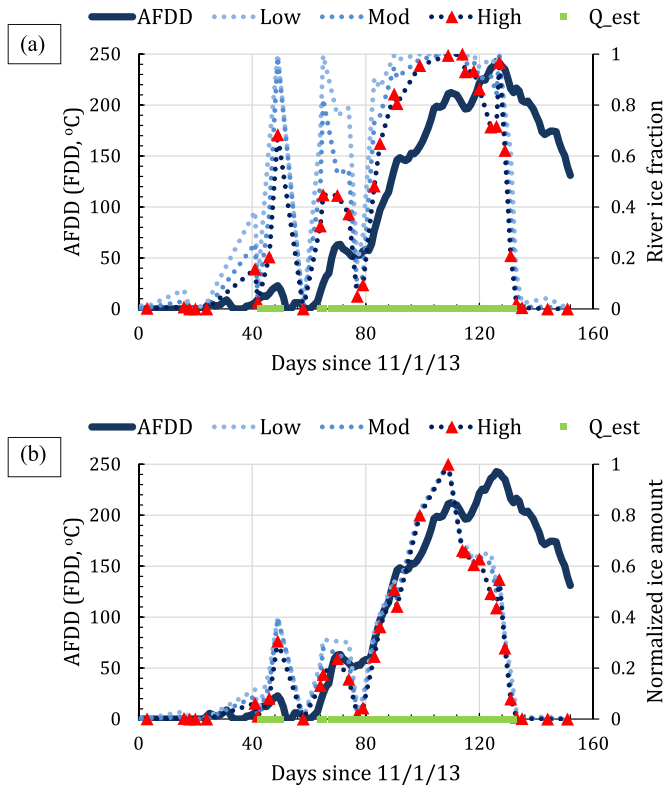 (a)
AFDD Low Mod High Q_est
250 1
200 0.8
150 0.6
100 0.4
50 0.2
0 0
AFDD (FDD, °C)
River ice fraction
0 40 80 120 160
Days since 11/1/13
AFDD Low Mod High Q_est
(b)
250 1
200 0.8
150 0.6
100 0.4
50 0.2
0 0
AFDD (FDD, °C)
Normalized ice amount
0 40 80 120 160
Days since 11/1/13